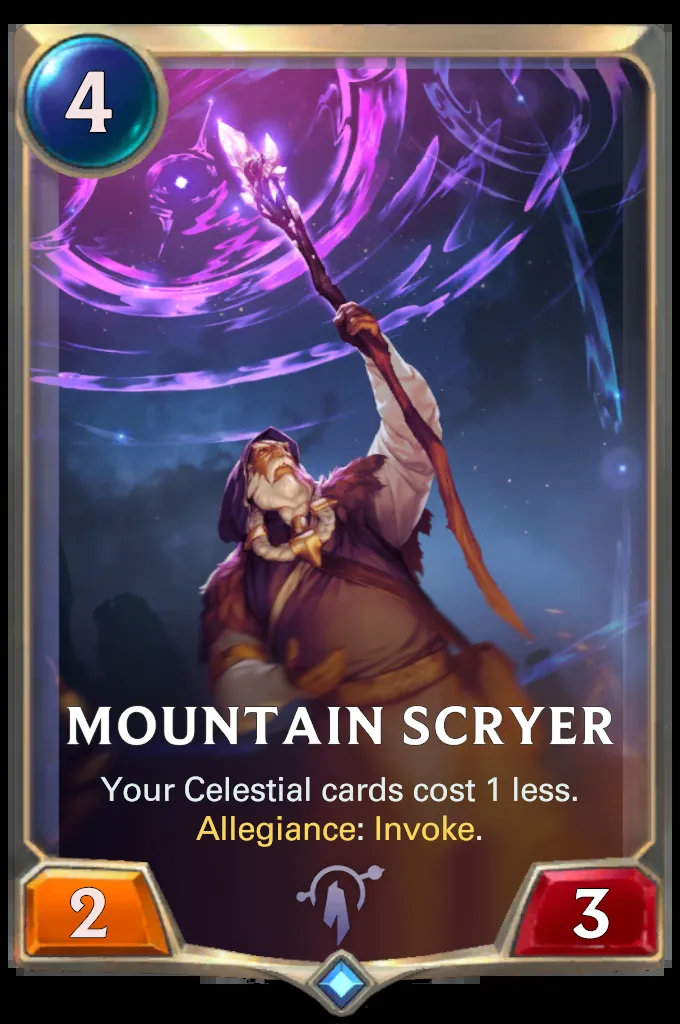 4
MOUNTAIN SCRYER
Your Celestial cards cost 1 less.
Allegiance: Invoke.
2
3